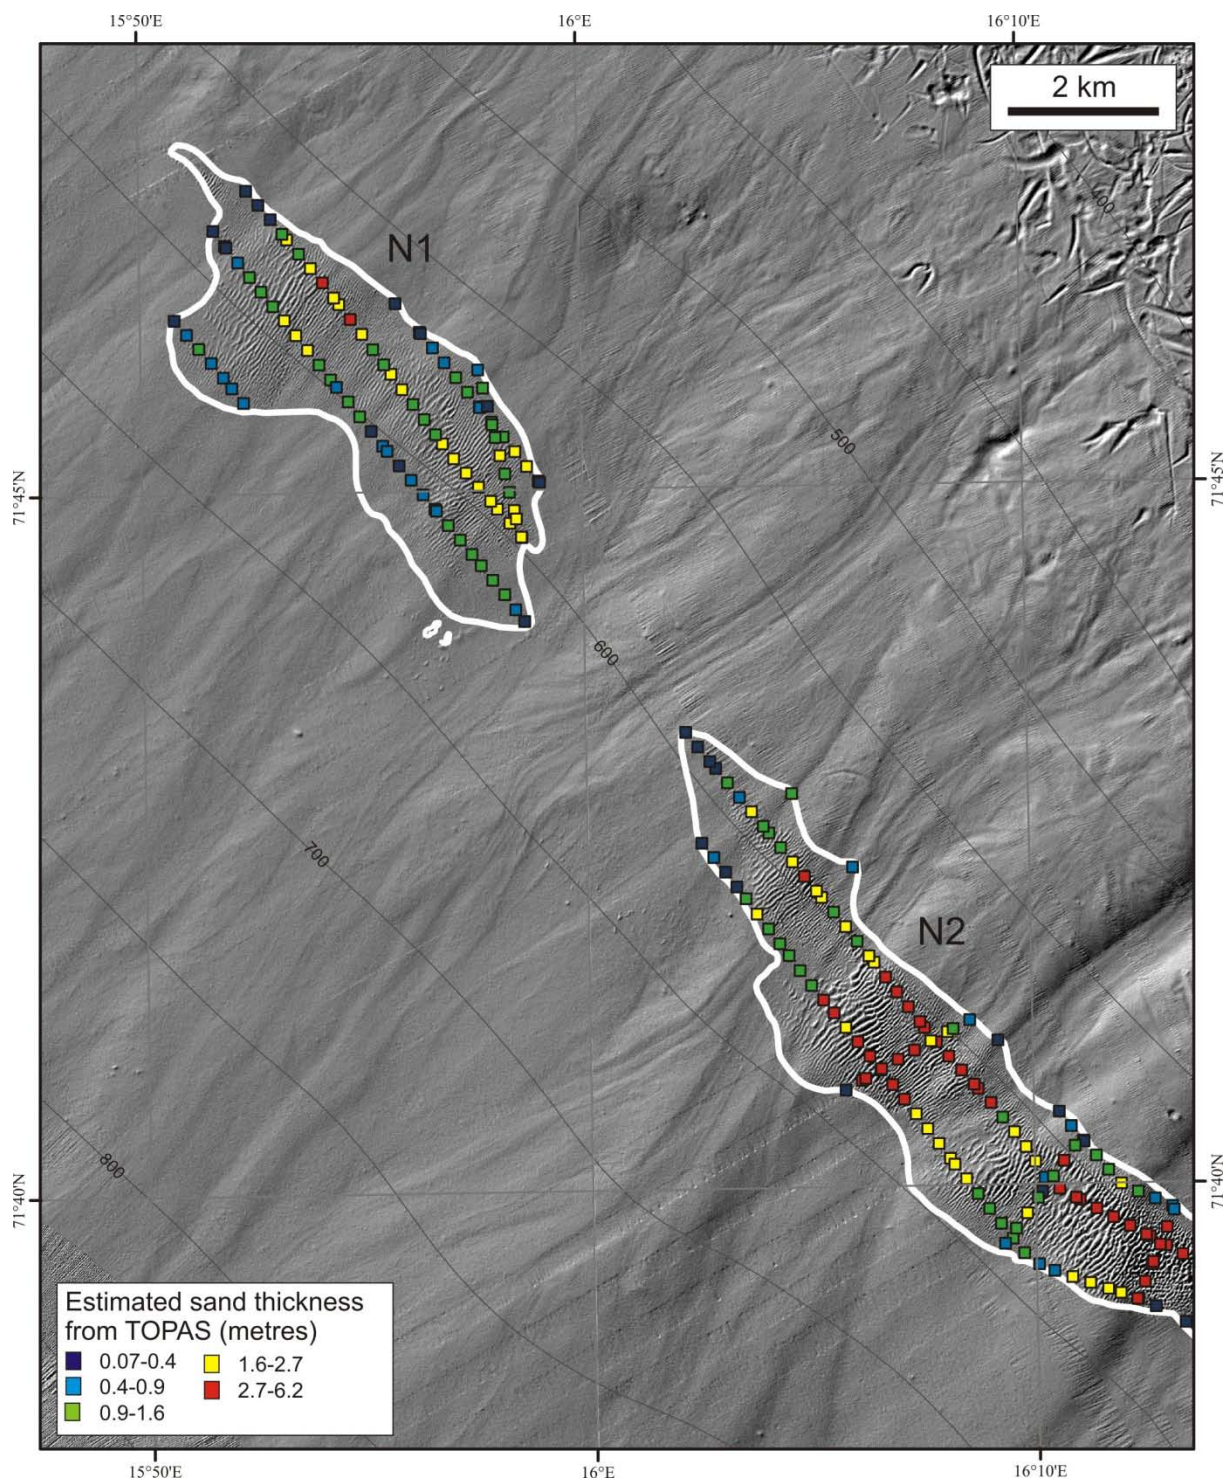 15°50'E
16°E
16°10'E
2 km
400
N1
500
71°45'N
71°45'N
600
700
N2
800
71°40'N
71°40'N
Estimated sand thickness
from TOPAS (metres)
0.07-0.4
1.6-2.7
0.4-0.9
2.7-6.2
0.9-1.6
15°50'E
16°E
16°10'E